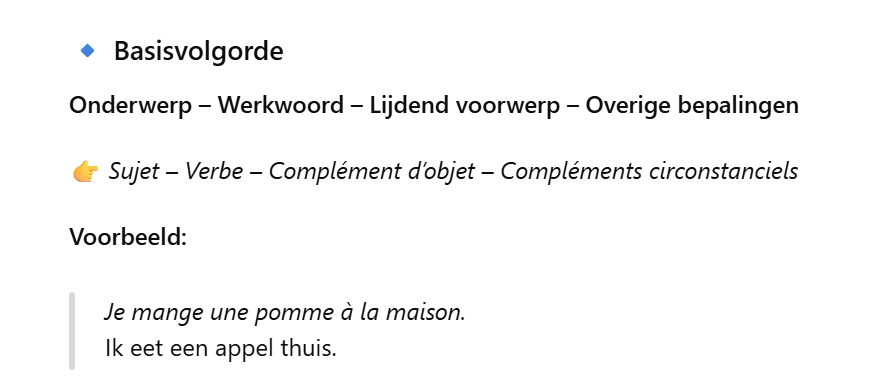 🔹 Basisvolgorde
Onderwerp – Werkwoord – Lijdend voorwerp – Overige bepalingen
👉 Sujet – Verbe – Complément d’objet – Compléments circonstanciels
Voorbeeld:
Je mange une pomme à la maison.
Ik eet een appel thuis.